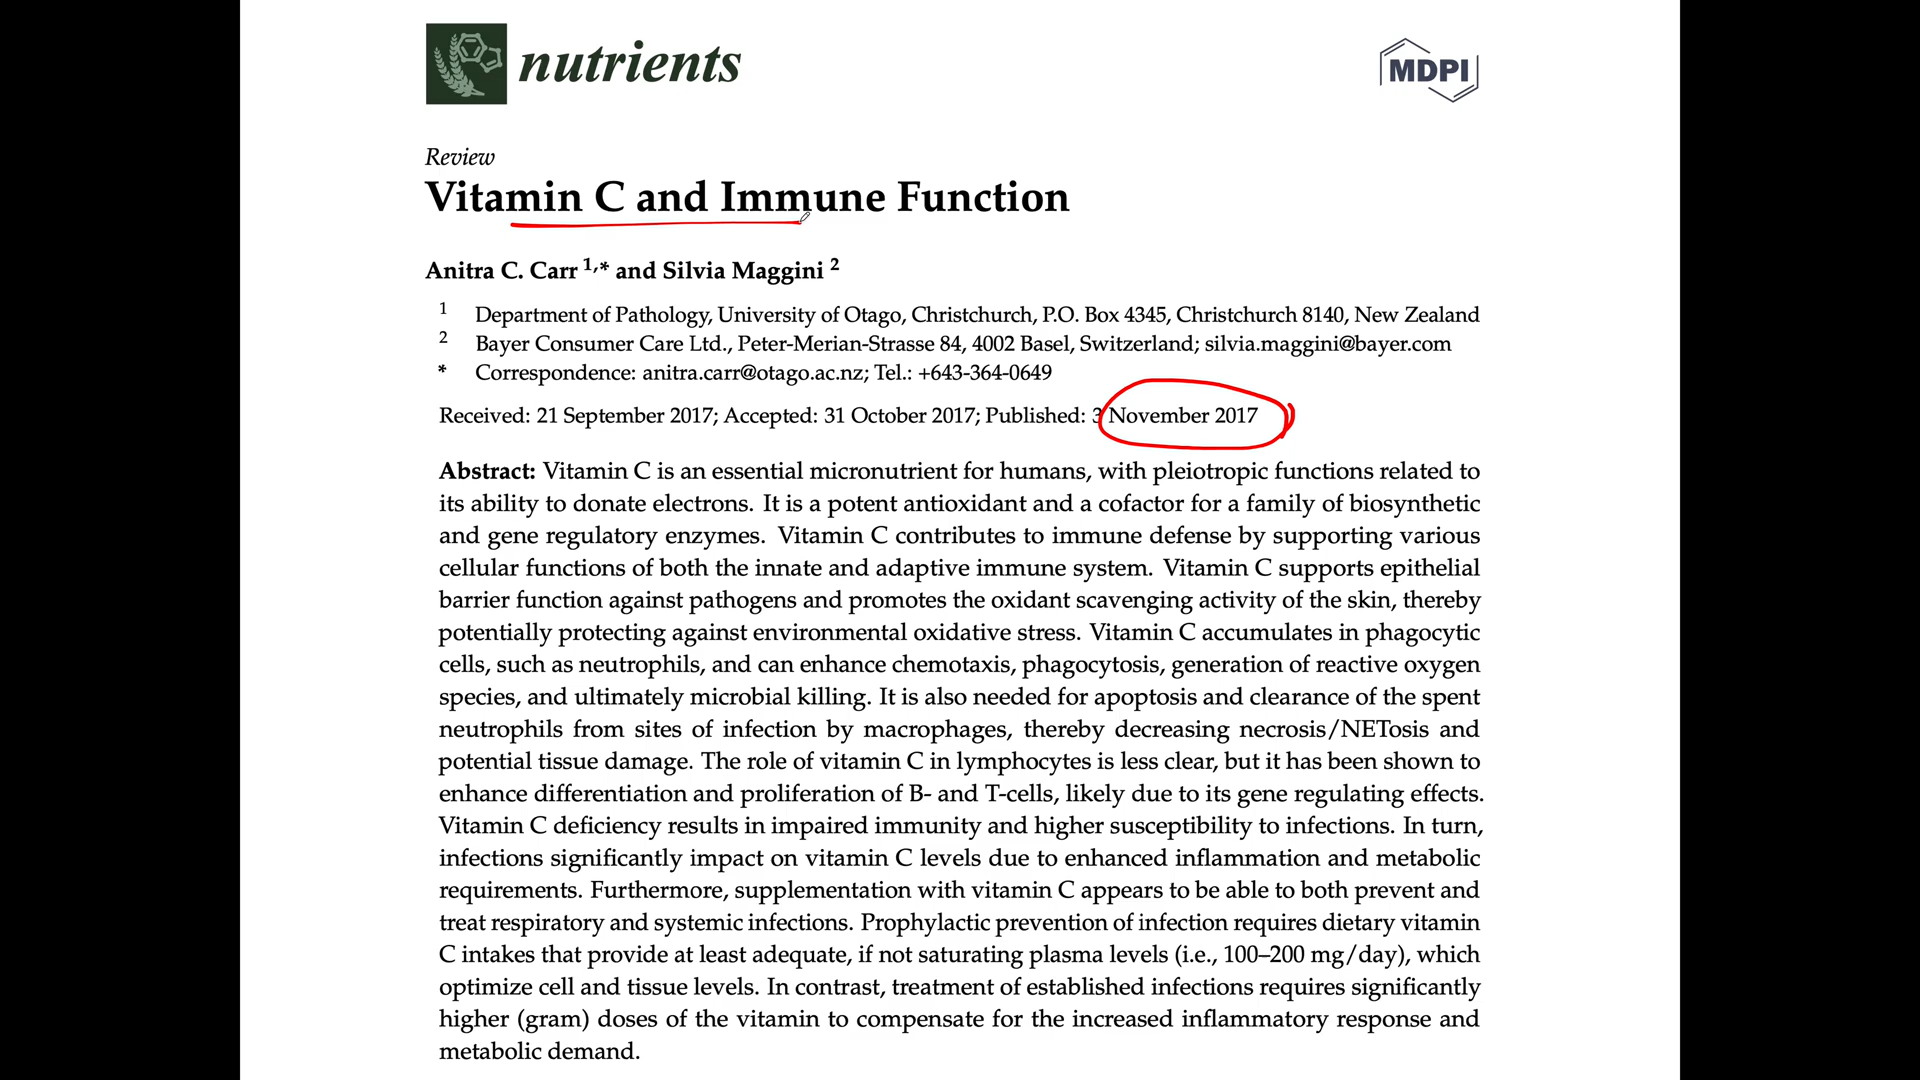 nutrients
MDPI
Review
Vitamin C and Immune Function
Anitra C. Carr 1,* and Silvia Maggini 2
1 Department of Pathology, University of Otago, Christchurch, P.O. Box 4345, Christchurch 8140, New Zealand
2 Bayer Consumer Care Ltd., Peter-Merian-Strasse 84, 4002 Basel, Switzerland; silvia.maggini@bayer.com
* Correspondence: anitra.carr@otago.ac.nz; Tel.: +643-364-0649
Received: 21 September 2017; Accepted: 31 October 2017; Published: 3 November 2017
Abstract: Vitamin C is an essential micronutrient for humans, with pleiotropic functions related to
its ability to donate electrons. It is a potent antioxidant and a cofactor for a family of biosynthetic
and gene regulatory enzymes. Vitamin C contributes to immune defense by supporting various
cellular functions of both the innate and adaptive immune system. Vitamin C supports epithelial
barrier function against pathogens and promotes the oxidant scavenging activity of the skin, thereby
potentially protecting against environmental oxidative stress. Vitamin C accumulates in phagocytic
cells, such as neutrophils, and can enhance chemotaxis, phagocytosis, generation of reactive oxygen
species, and ultimately microbial killing. It is also needed for apoptosis and clearance of the spent
neutrophils from sites of infection by macrophages, thereby decreasing necrosis/NETosis and
potential tissue damage. The role of vitamin C in lymphocytes is less clear, but it has been shown to
enhance differentiation and proliferation of B- and T-cells, likely due to its gene regulating effects.
Vitamin C deficiency results in impaired immunity and higher susceptibility to infections. In turn,
infections significantly impact on vitamin C levels due to enhanced inflammation and metabolic
requirements. Furthermore, supplementation with vitamin C appears to be able to both prevent and
treat respiratory and systemic infections. Prophylactic prevention of infection requires dietary vitamin
C intakes that provide at least adequate, if not saturating plasma levels (i.e., 100–200 mg/day), which
optimize cell and tissue levels. In contrast, treatment of established infections requires significantly
higher (gram) doses of the vitamin to compensate for the increased inflammatory response and
metabolic demand.